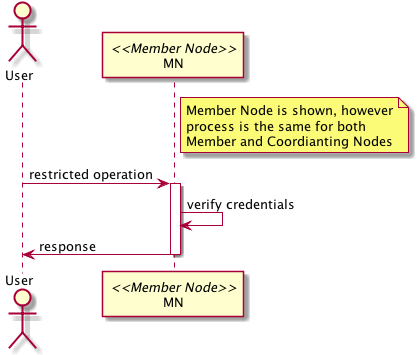 User
<<Member Node>>
MN
Member Node is shown, however
process is the same for both
Member and Coordianting Nodes
restricted operation
verify credentials
response
User
<<Member Node>>
MN